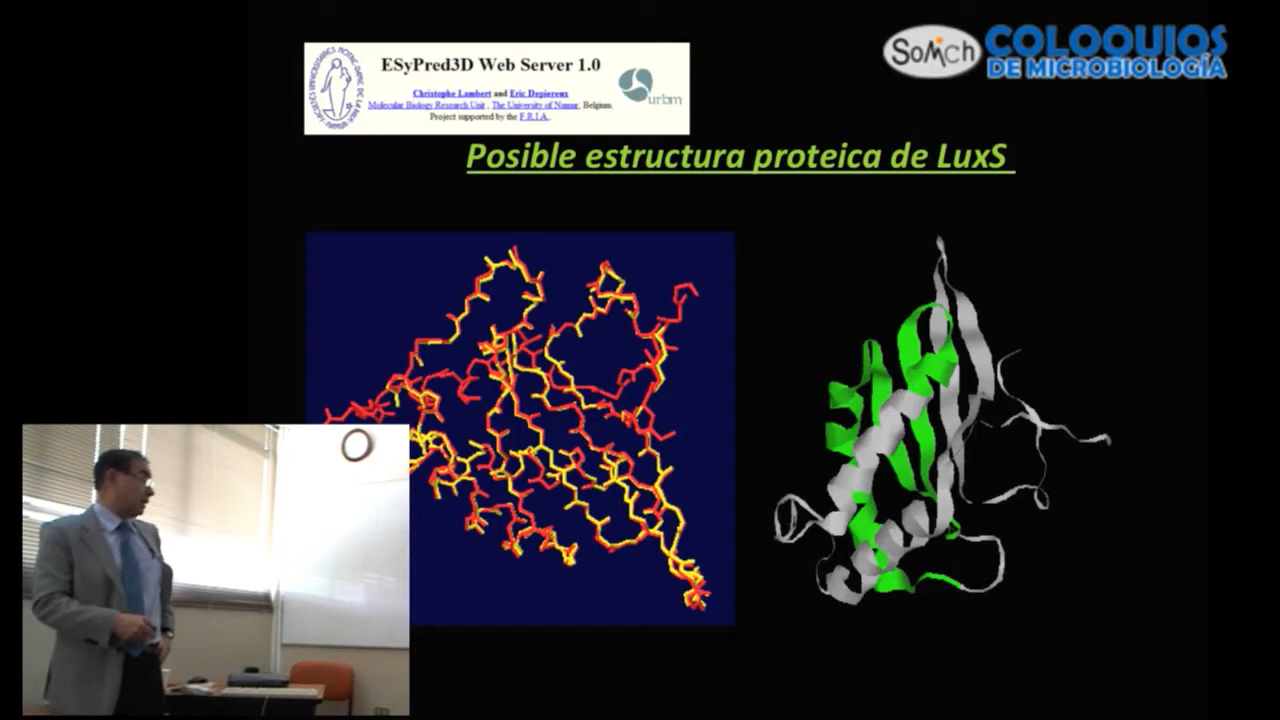 SoMich
COLOQUIOS
DE MICROBIOLOGÍA
ESyPred3D Web Server 1.0
Christophe Lambert and Eric Depiereux
Molecular Biology Research Unit , The University of Namur, Belgium.
Project supported by the F.R.I.A..
urbm
Posible estructura proteica de LuxS